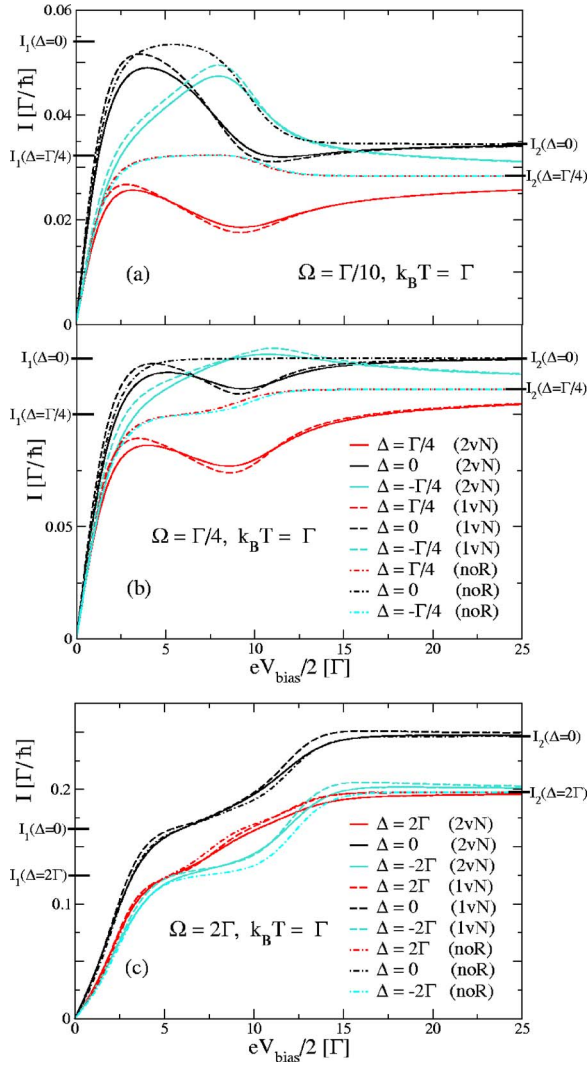 0.06
I₁(Δ=0)
0.04
I [Γ/ħ]
I₂(Δ=0)
I₁(Δ=Γ/4)
I₂(Δ=Γ/4)
0.02
(a) Ω = Γ/10, k_B T = Γ
0
I₁(Δ=0)
I₂(Δ=0)
I₂(Δ=Γ/4)
I₁(Δ=Γ/4)
I [Γ/ħ]
Δ = Γ/4 (2vN)
Δ = 0 (2vN)
Δ = -Γ/4 (2vN)
Δ = Γ/4 (1vN)
Δ = 0 (1vN)
Δ = -Γ/4 (1vN)
Δ = Γ/4 (noR)
Δ = 0 (noR)
Δ = -Γ/4 (noR)
0.05
Ω = Γ/4, k_B T = Γ
(b)
0
0 5 10 15 20 25
eV_bias/2 [Γ]
I [Γ/ħ]
I₂(Δ=0)
0.2
I₂(Δ=2Γ)
I₁(Δ=0)
I₁(Δ=2Γ)
0.1
Δ = 2Γ (2vN)
Δ = 0 (2vN)
Δ = -2Γ (2vN)
Δ = 2Γ (1vN)
Δ = 0 (1vN)
Δ = -2Γ (1vN)
Δ = 2Γ (noR)
Δ = 0 (noR)
Δ = -2Γ (noR)
Ω = 2Γ, k_B T = Γ
(c)
0
0 5 10 15 20 25
eV_bias/2 [Γ]